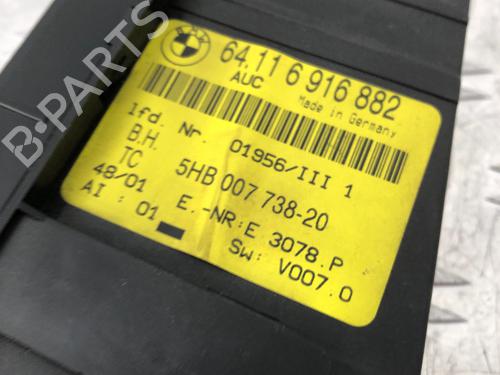 BMW
64.11 6 916 882
AUC
Made in Germany
lfd. Nr. 01956/III 1
B.H.
TC 5HB 007 738-20
48/01 E.-NR:E 3078.P
AI: 01 Sw: V007.0
B-PARTS